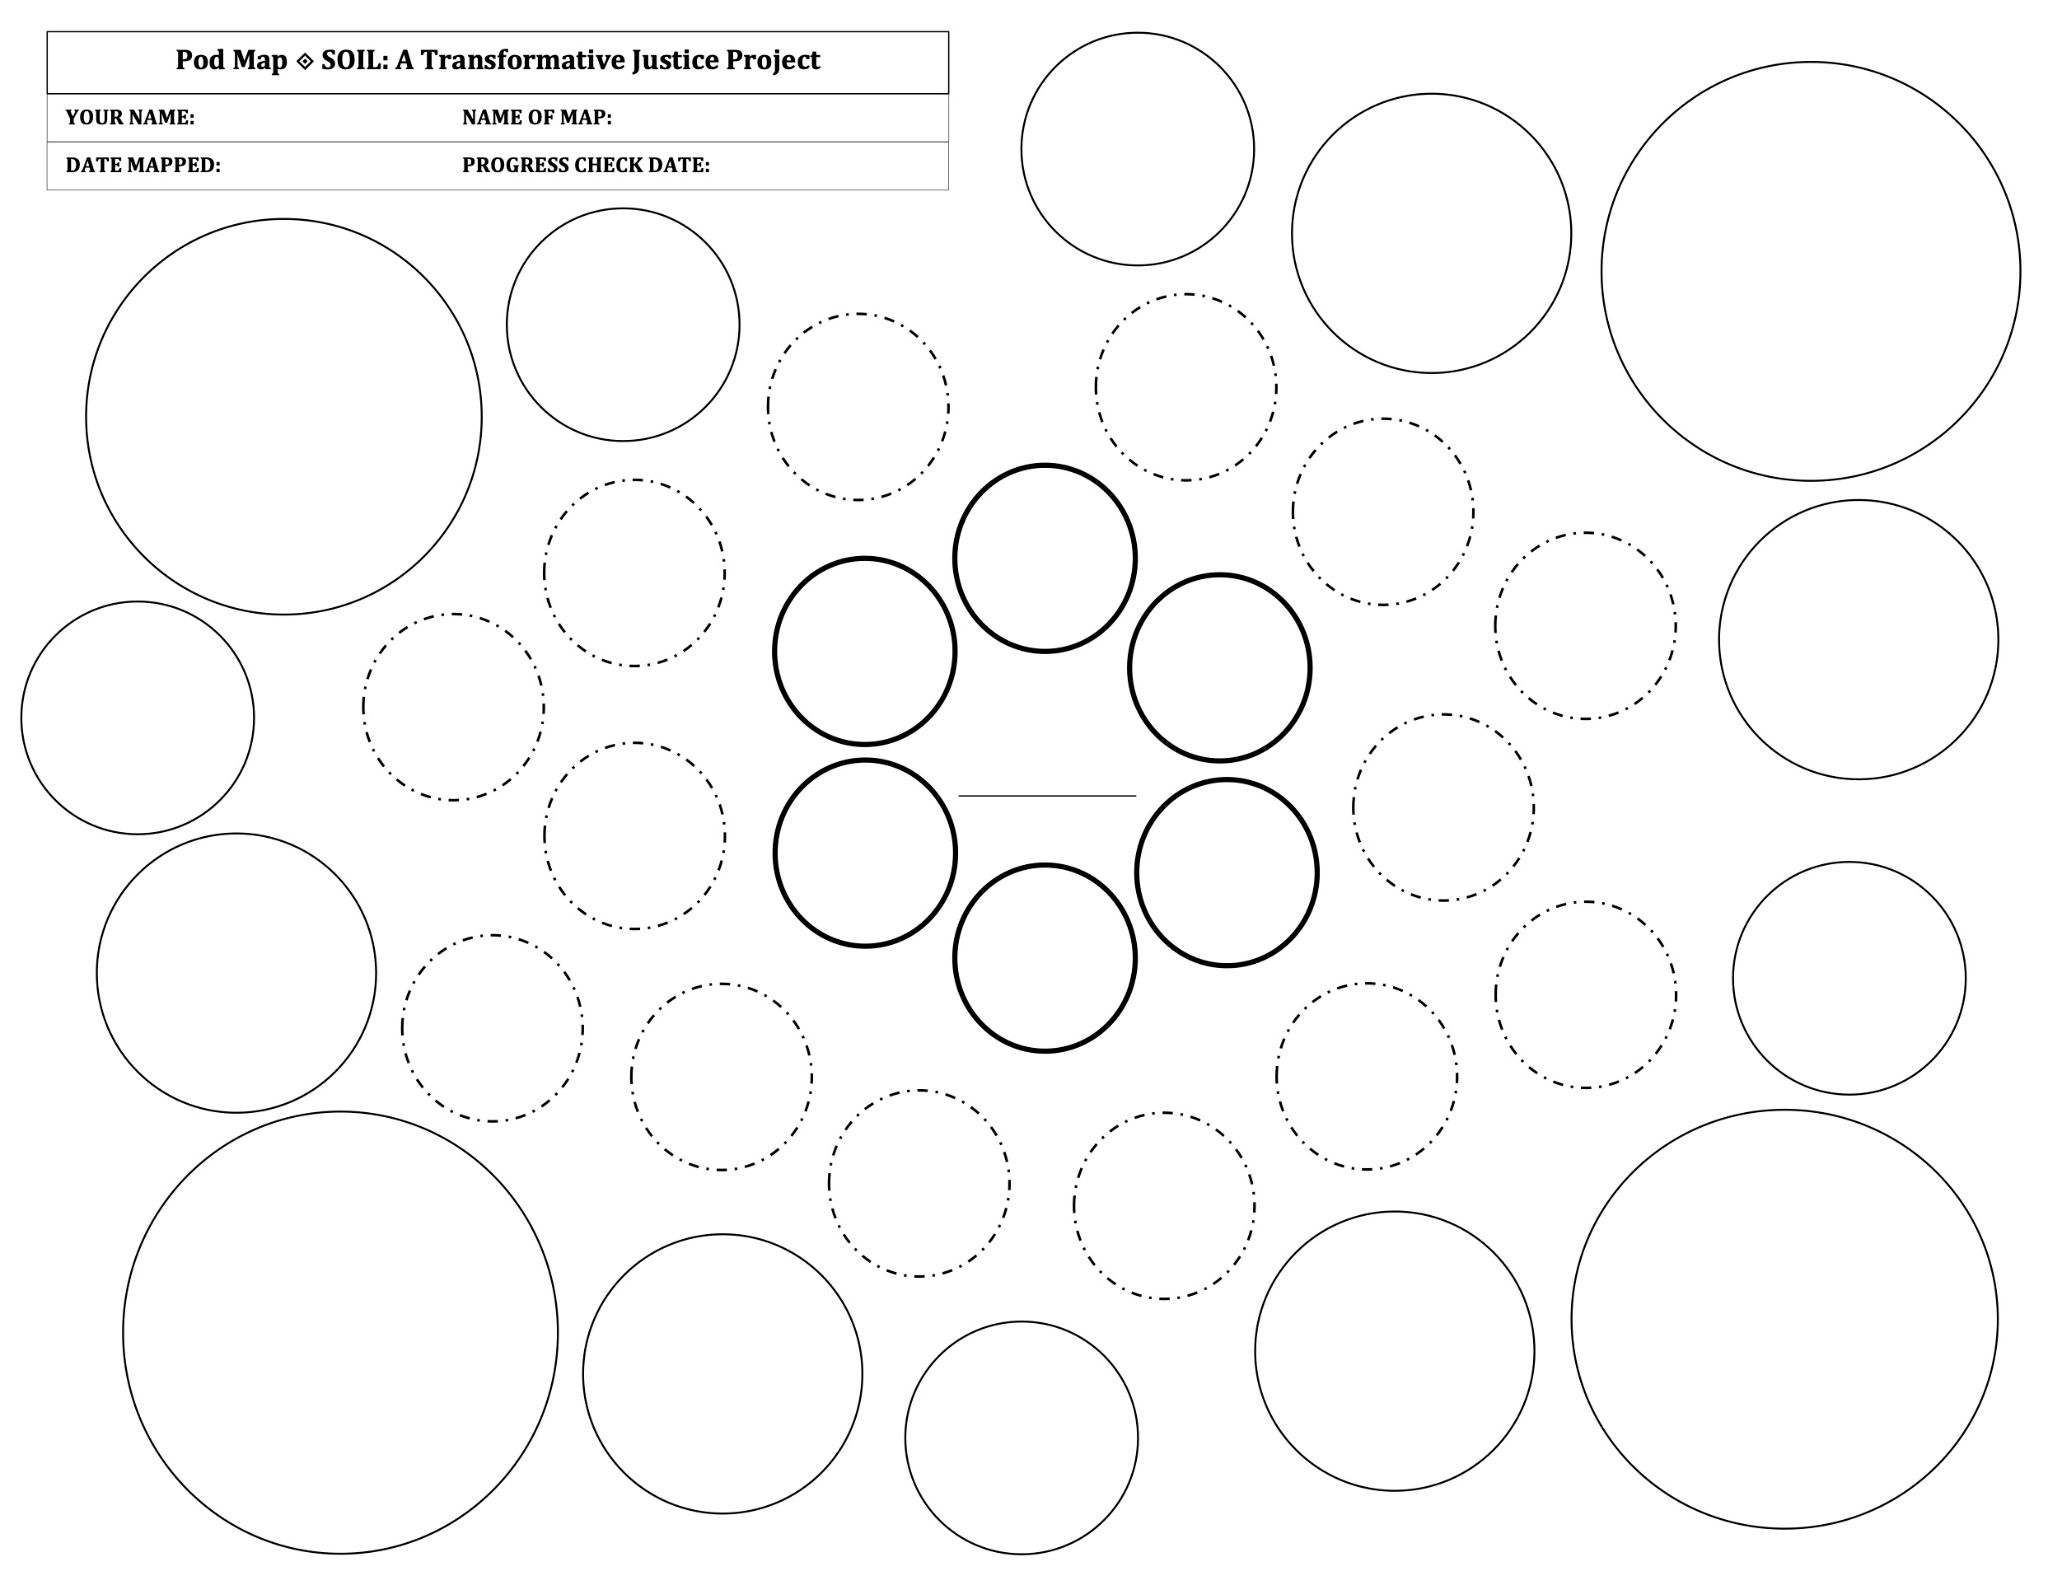 Pod Map ⟐ SOIL: A Transformative Justice Project
YOUR NAME: NAME OF MAP:
DATE MAPPED: PROGRESS CHECK DATE: